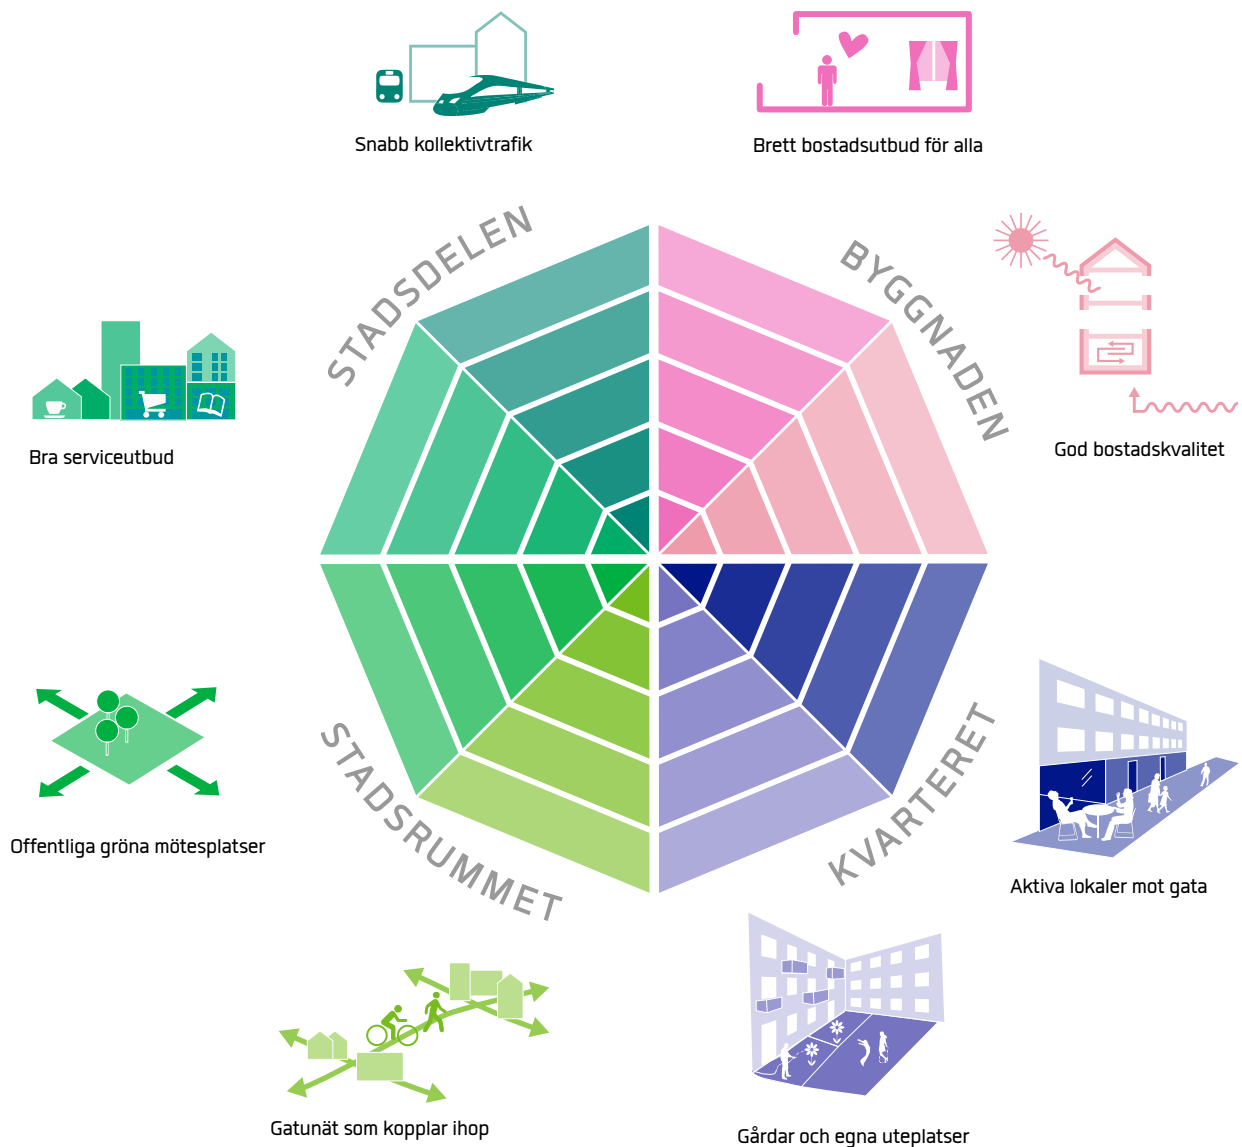 Snabb kollektivtrafik
Brett bostadsutbud för alla
STADSDELEN
BYGGNADEN
Bra serviceutbud
God bostadskvalitet
STADSRUMMET
KVARTERET
Offentliga gröna mötesplatser
Aktiva lokaler mot gata
Gatunät som kopplar ihop
Gårdar och egna uteplatser